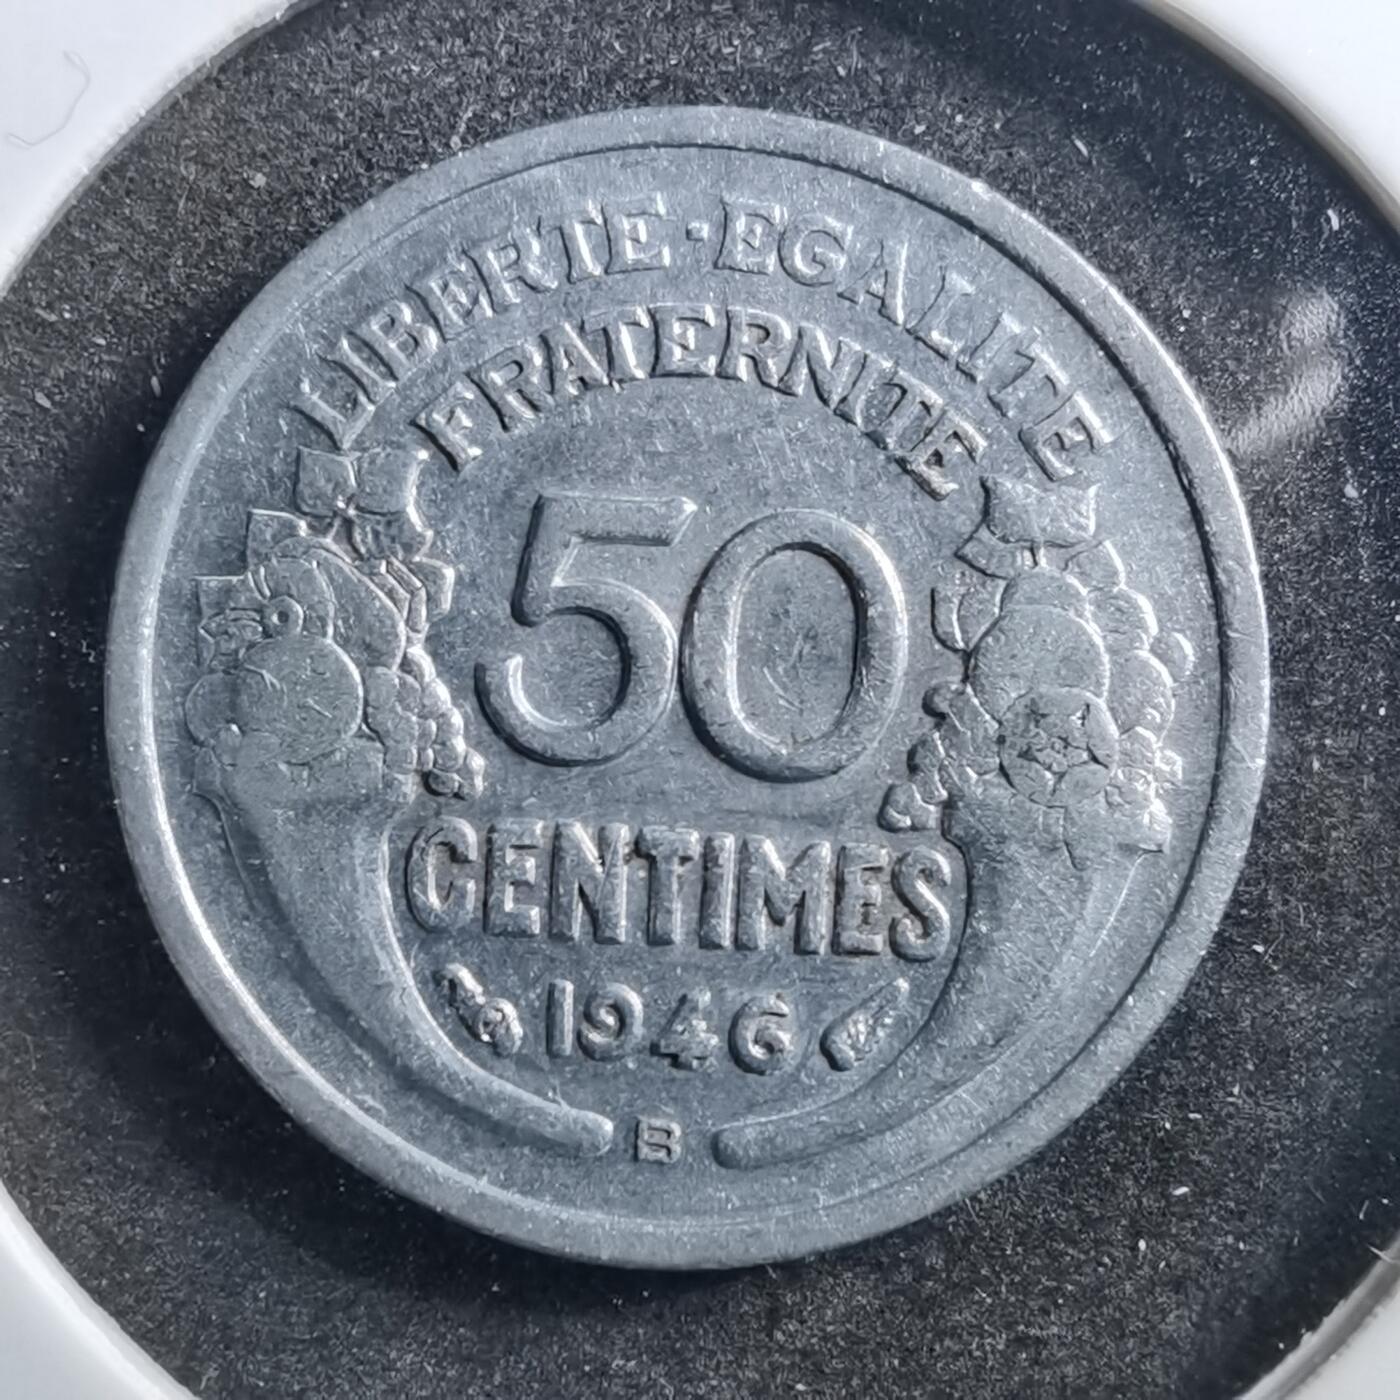 LIBERTE·EGALITE
FRATERNITE
50
CENTIMES
1946
B